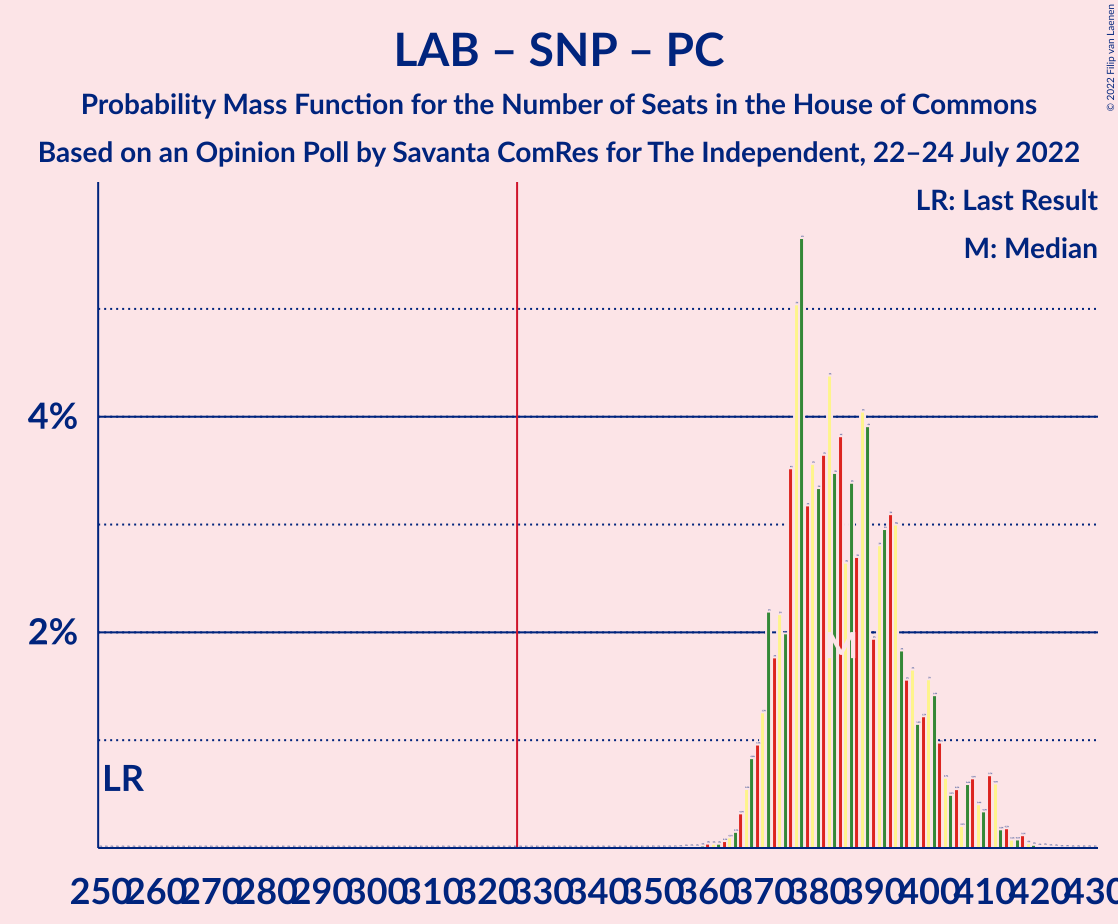 LAB – SNP – PC
Probability Mass Function for the Number of Seats in the House of Commons
Based on an Opinion Poll by Savanta ComRes for The Independent, 22–24 July 2022
© 2022 Filip van Laenen
LR: Last Result
M: Median
4%
2%
M
LR
250 260 270 280 290 300 310 320 330 340 350 360 370 380 390 400 410 420 430